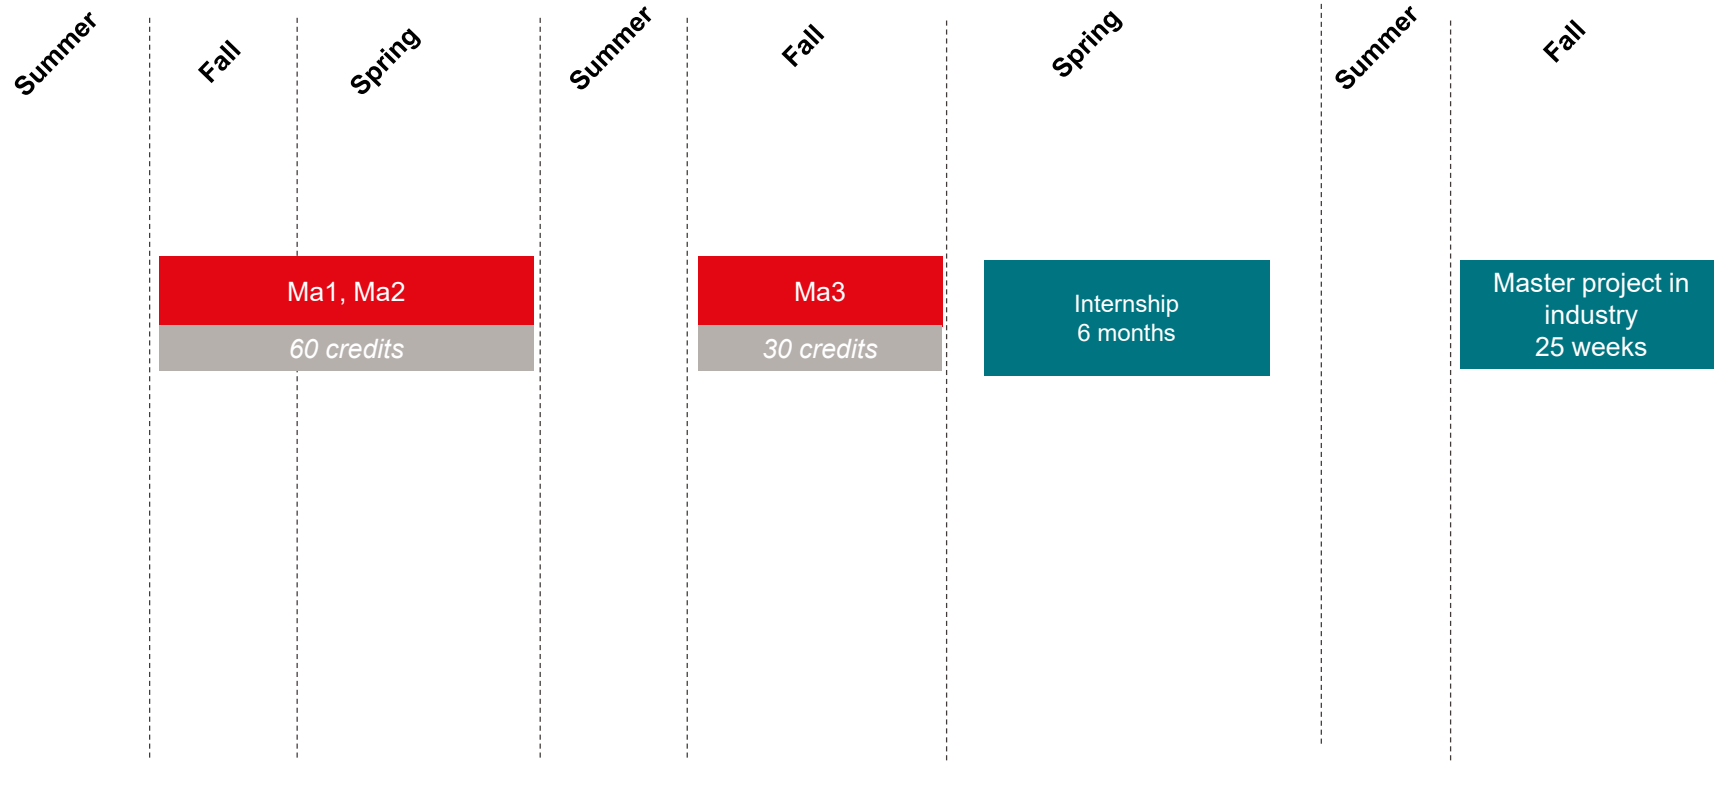 Summer
Fall
Spring
Summer
Fall
Spring
Summer
Fall
Ma1, Ma2
60 credits
Ma3
30 credits
Internship
6 months
Master project in
industry
25 weeks